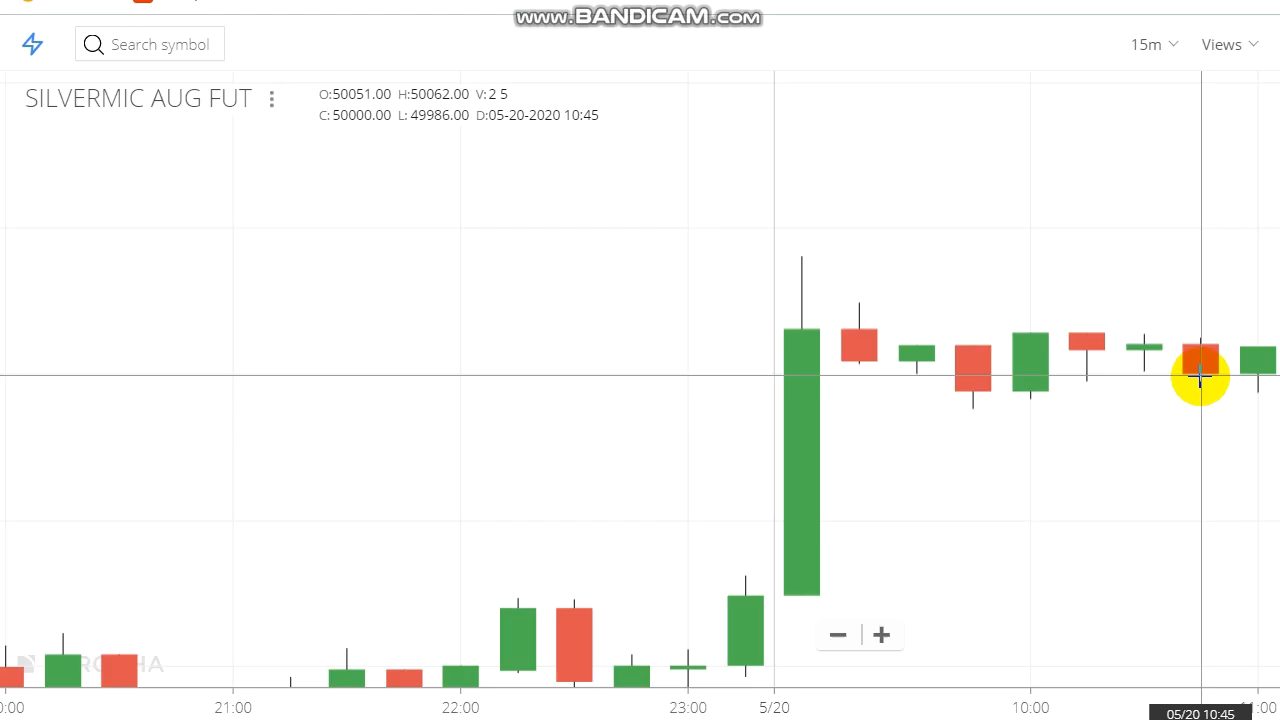 www.BANDICAM.com
Search symbol
15m
Views
SILVERMIC AUG FUT
O:50051.00 H:50062.00 V:2 5
C: 50000.00 L: 49986.00 D:05-20-2020 10:45
21:00
22:00
23:00
5/20
10:00
05/20 10:45